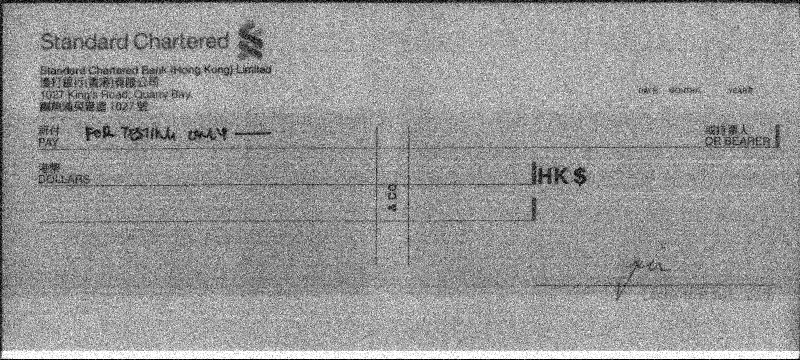 Standard Chartered
Standard Chartered Bank (Hong Kong) Limited
渣打銀行(香港)有限公司
1027 King's Road, Quarry Bay
鰂魚涌英皇道 1027 號
DATE MONTH YEAR
祈付 FOR TESTING ONLY 或持票人
PAY OR BEARER
港幣
DOLLARS
HK $
& CO